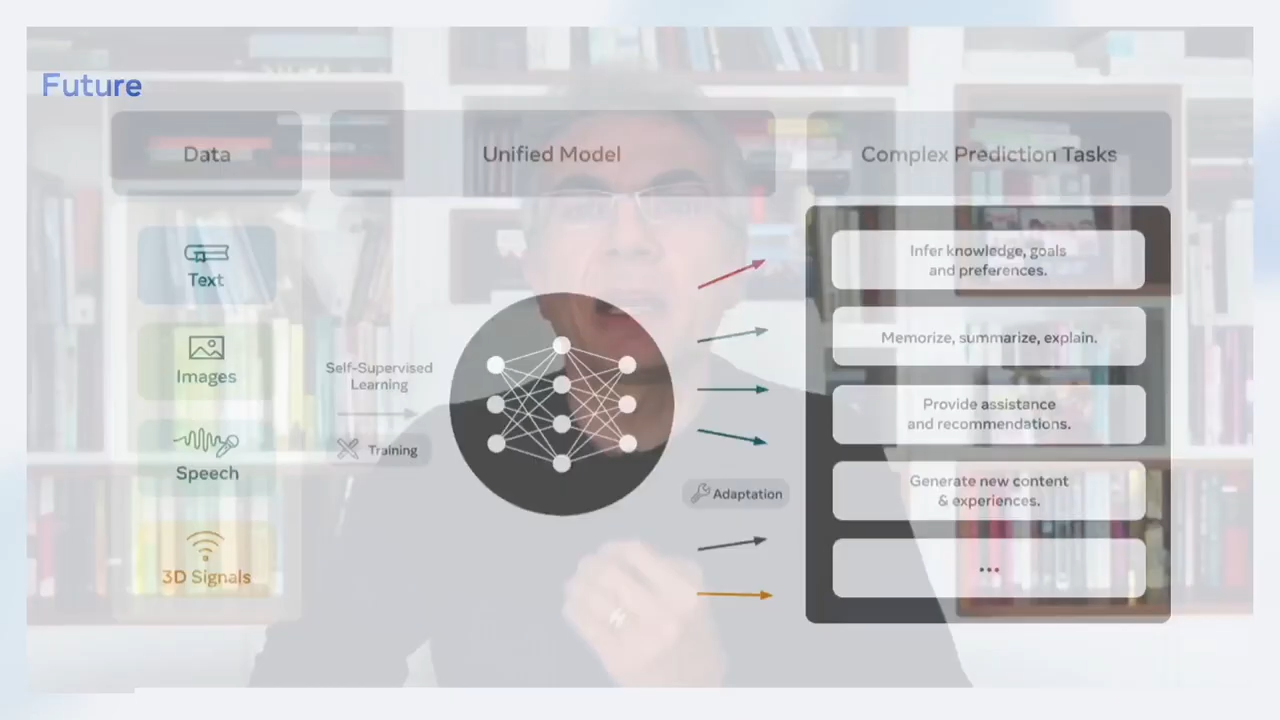 Future
Data
Unified Model
Complex Prediction Tasks
Text
Images
Speech
3D Signals
Self-Supervised
Learning
Training
Adaptation
Infer knowledge, goals
and preferences.
Memorize, summarize, explain.
Provide assistance
and recommendations.
Generate new content
& experiences.
...